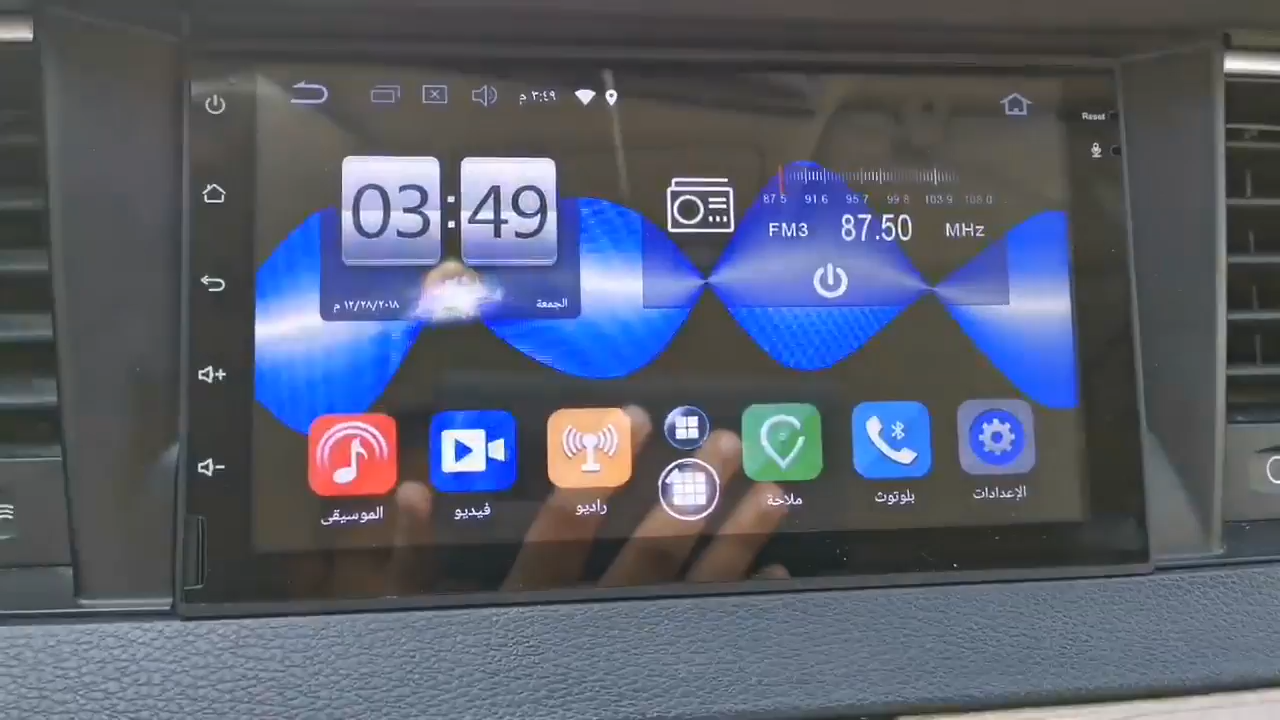 ٣:٤٩ م
Reset
03:49
87.5 91.6 95.7 99.8 103.9 108.0
FM3 87.50 MHz
الجمعة
١٢/٢٨/٢٠١٨ م
الموسيقى
فيديو
راديو
ملاحة
بلوتوث
الإعدادات